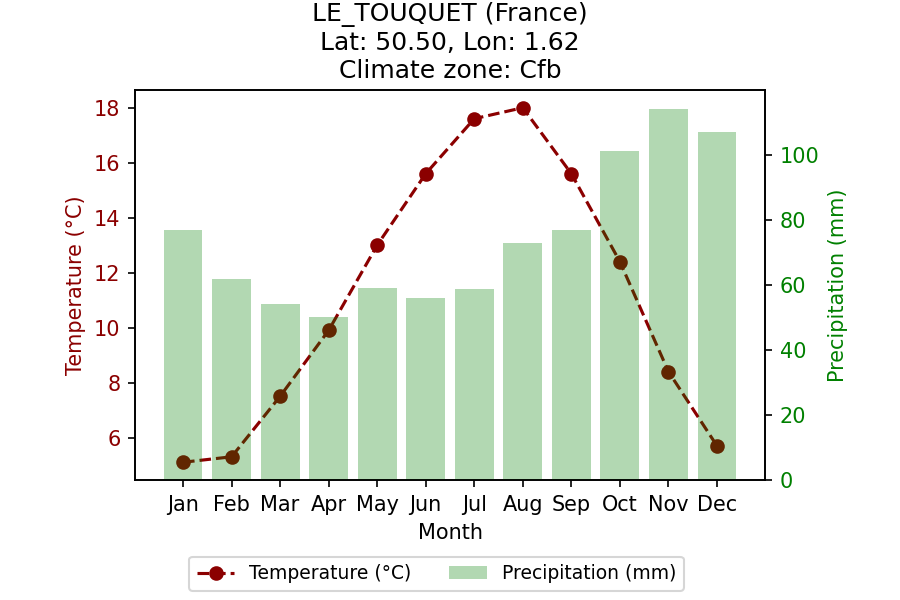 LE_TOUQUET (France)
Lat: 50.50, Lon: 1.62
Climate zone: Cfb
18
16
14
12
10
8
6
Temperature (°C)
100
80
60
40
20
0
Precipitation (mm)
Jan Feb Mar Apr May Jun Jul Aug Sep Oct Nov Dec
Month
Temperature (°C) Precipitation (mm)